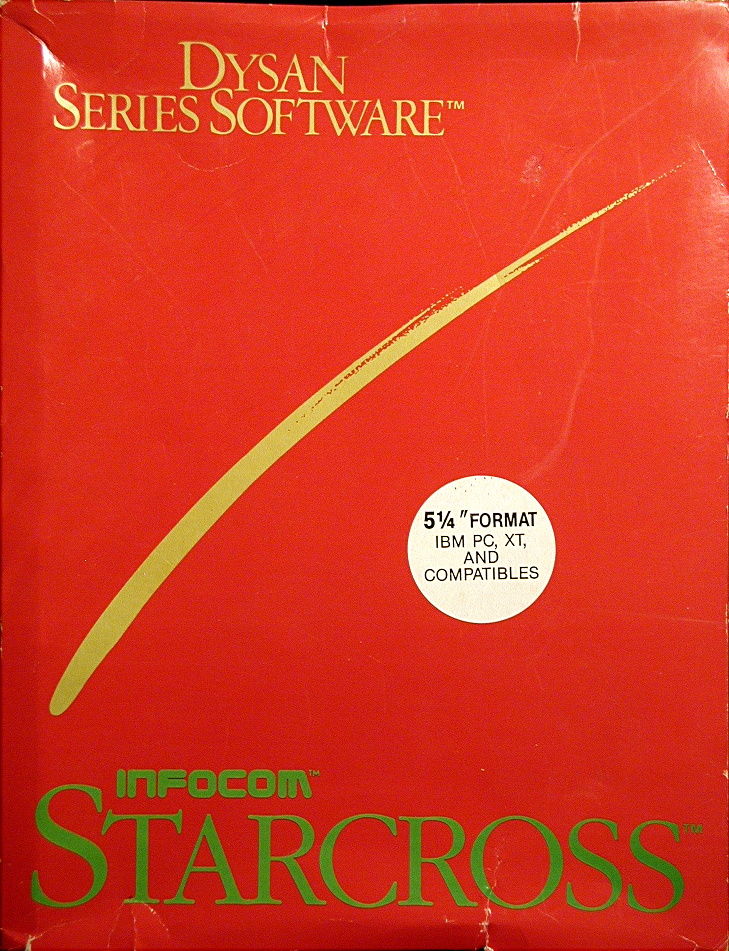 DYSAN
SERIES SOFTWARE™
5¼ "FORMAT
IBM PC, XT,
AND
COMPATIBLES
INFOCOM™
STARCROSS™